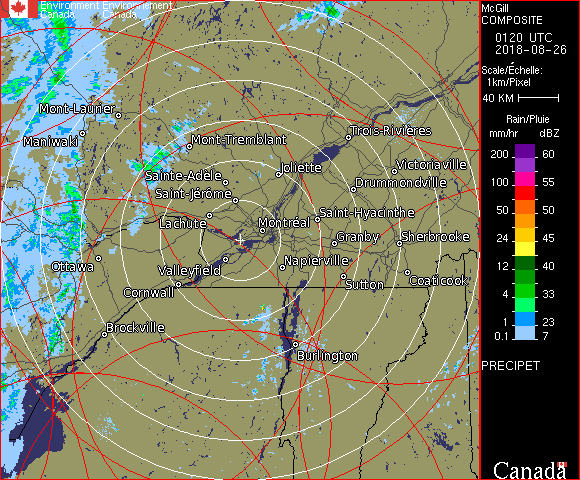 Environment Environnement
Canada Canada
Mont-Laurier
Maniwaki
Mont-Tremblant
Trois-Rivières
Sainte-Adèle
Joliette
Victoriaville
Saint-Jérôme
Drummondville
Lachute
Montréal
Saint-Hyacinthe
Granby
Sherbrooke
Ottawa
Valleyfield
Napierville
Cornwall
Sutton
Coaticook
Brockville
Burlington
McGill
COMPOSITE
0120 UTC
2018-08-26
Scale/Échelle:
1km/Pixel
40 KM
Rain/Pluie
mm/hr dBZ
200 60
100 55
50 50
24 45
12 40
4 33
1 23
0.1 7
PRECIPET
Canada